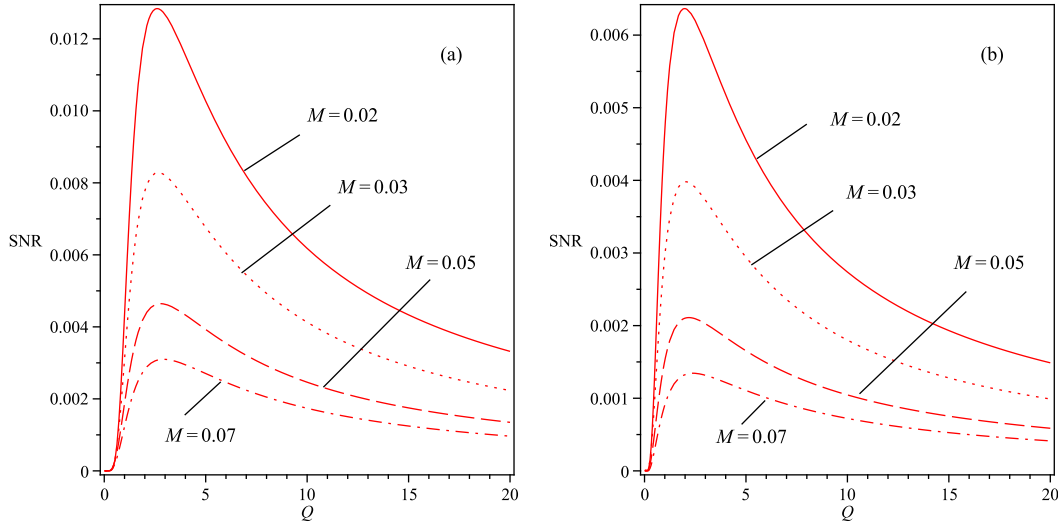 (a)
0.012
0.010
0.008
0.006
0.004
0.002
0
SNR
M = 0.02
M = 0.03
M = 0.05
M = 0.07
0 5 10 15 20
Q
(b)
0.006
0.005
0.004
0.003
0.002
0.001
0
SNR
M = 0.02
M = 0.03
M = 0.05
M = 0.07
0 5 10 15 20
Q